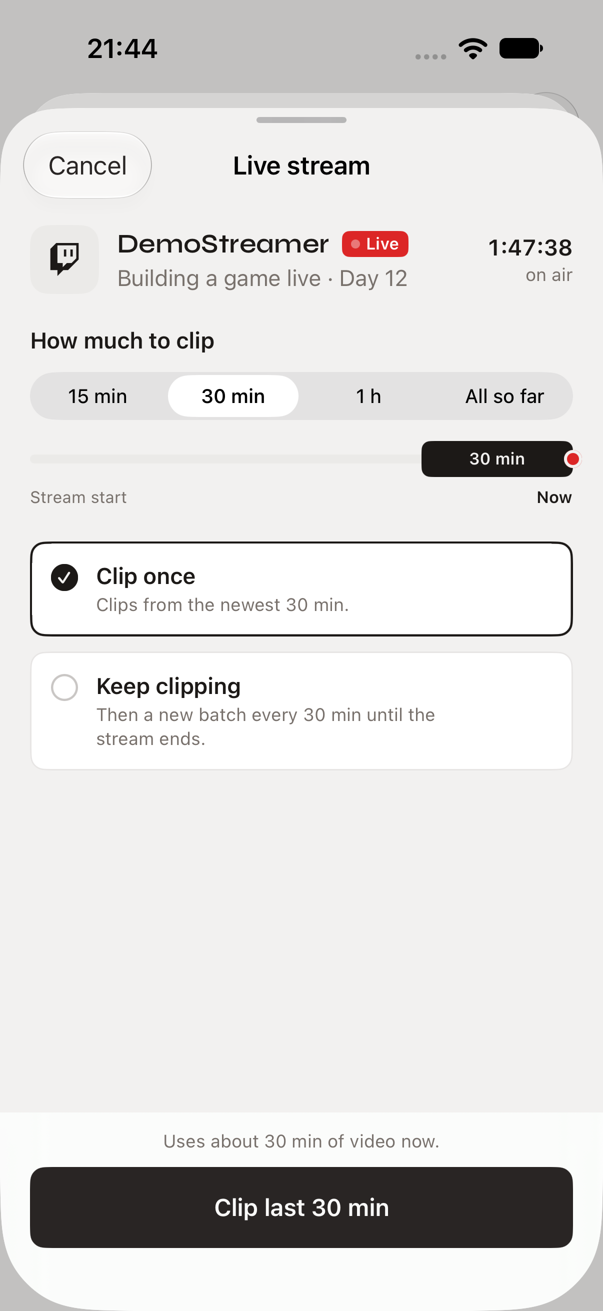 21:44
Cancel
Live stream
DemoStreamer
Live
1:47:38
Building a game live · Day 12
on air
How much to clip
15 min
30 min
1 h
All so far
30 min
Stream start
Now
Clip once
Clips from the newest 30 min.
Keep clipping
Then a new batch every 30 min until the
stream ends.
Uses about 30 min of video now.
Clip last 30 min